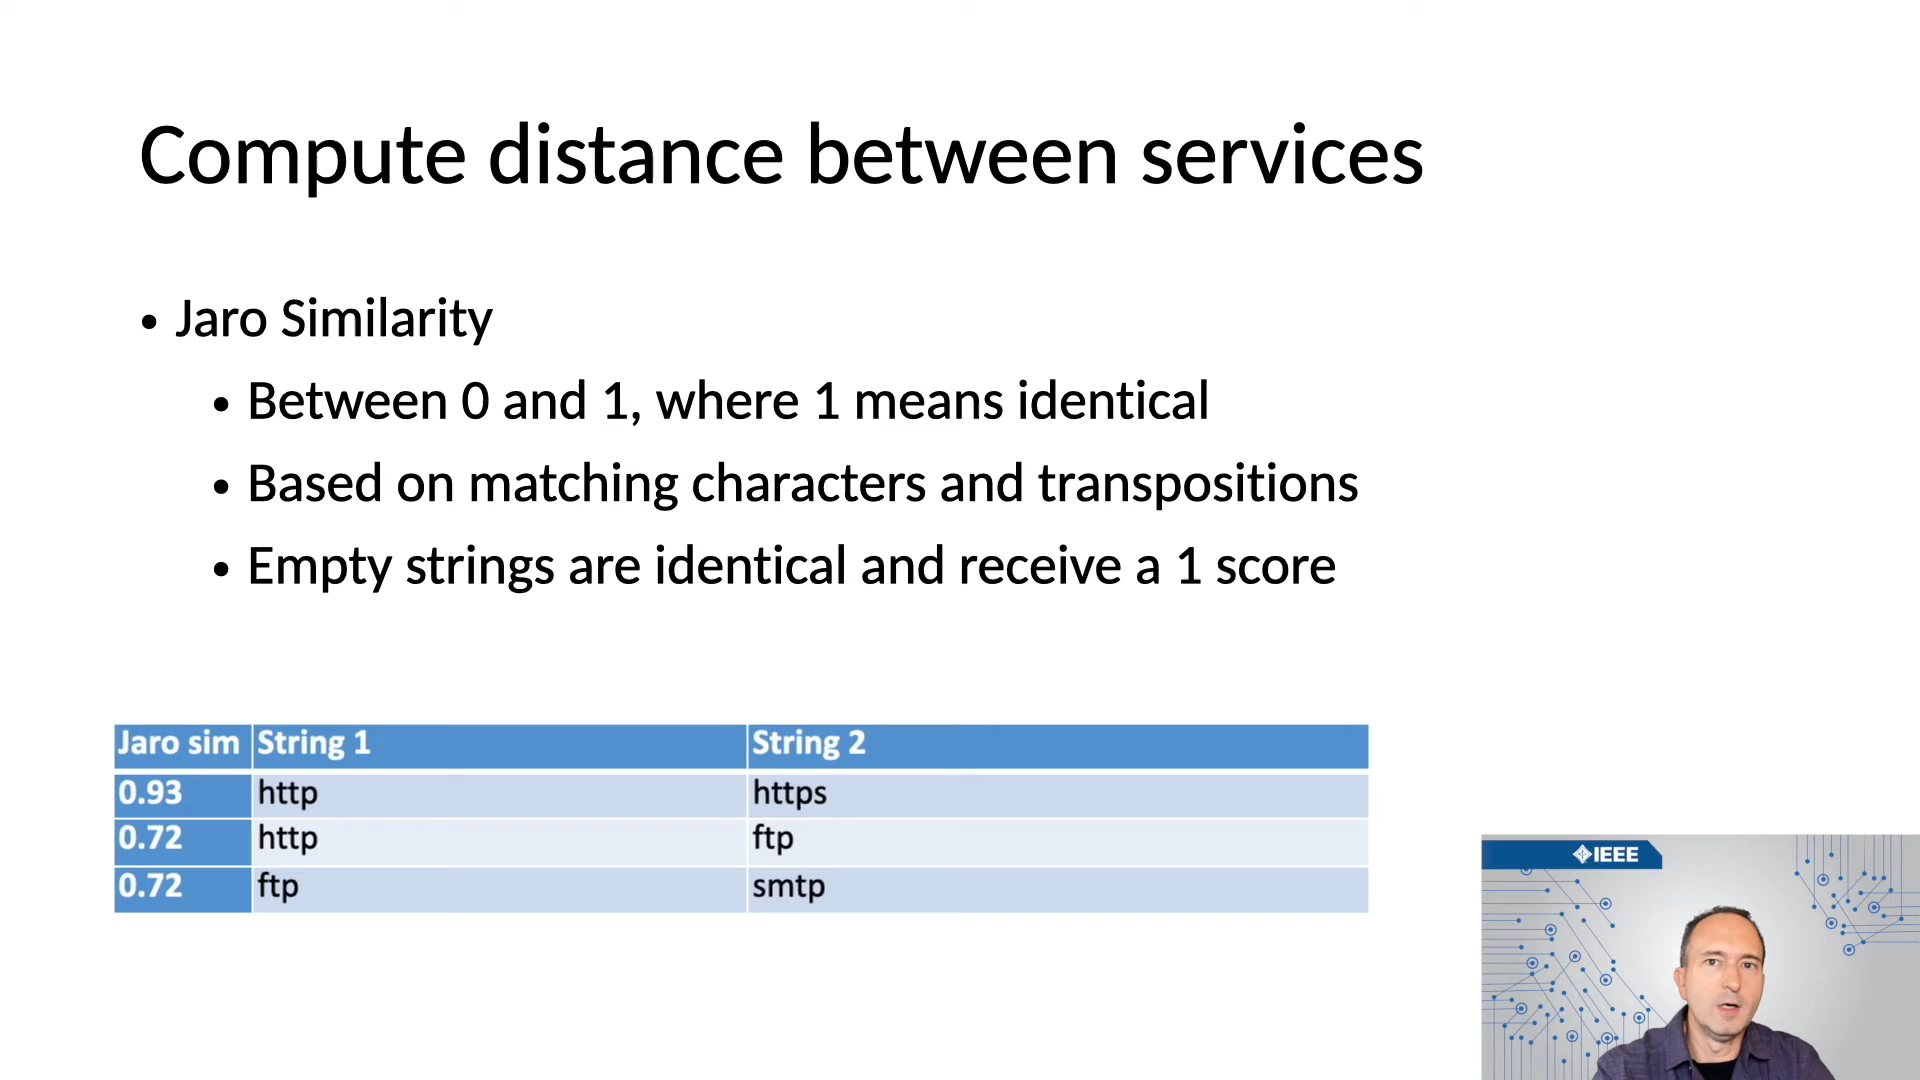 Compute distance between services
• Jaro Similarity
• Between 0 and 1, where 1 means identical
• Based on matching characters and transpositions
• Empty strings are identical and receive a 1 score
Jaro sim String 1 String 2
0.93 http https
0.72 http ftp
0.72 ftp smtp
IEEE